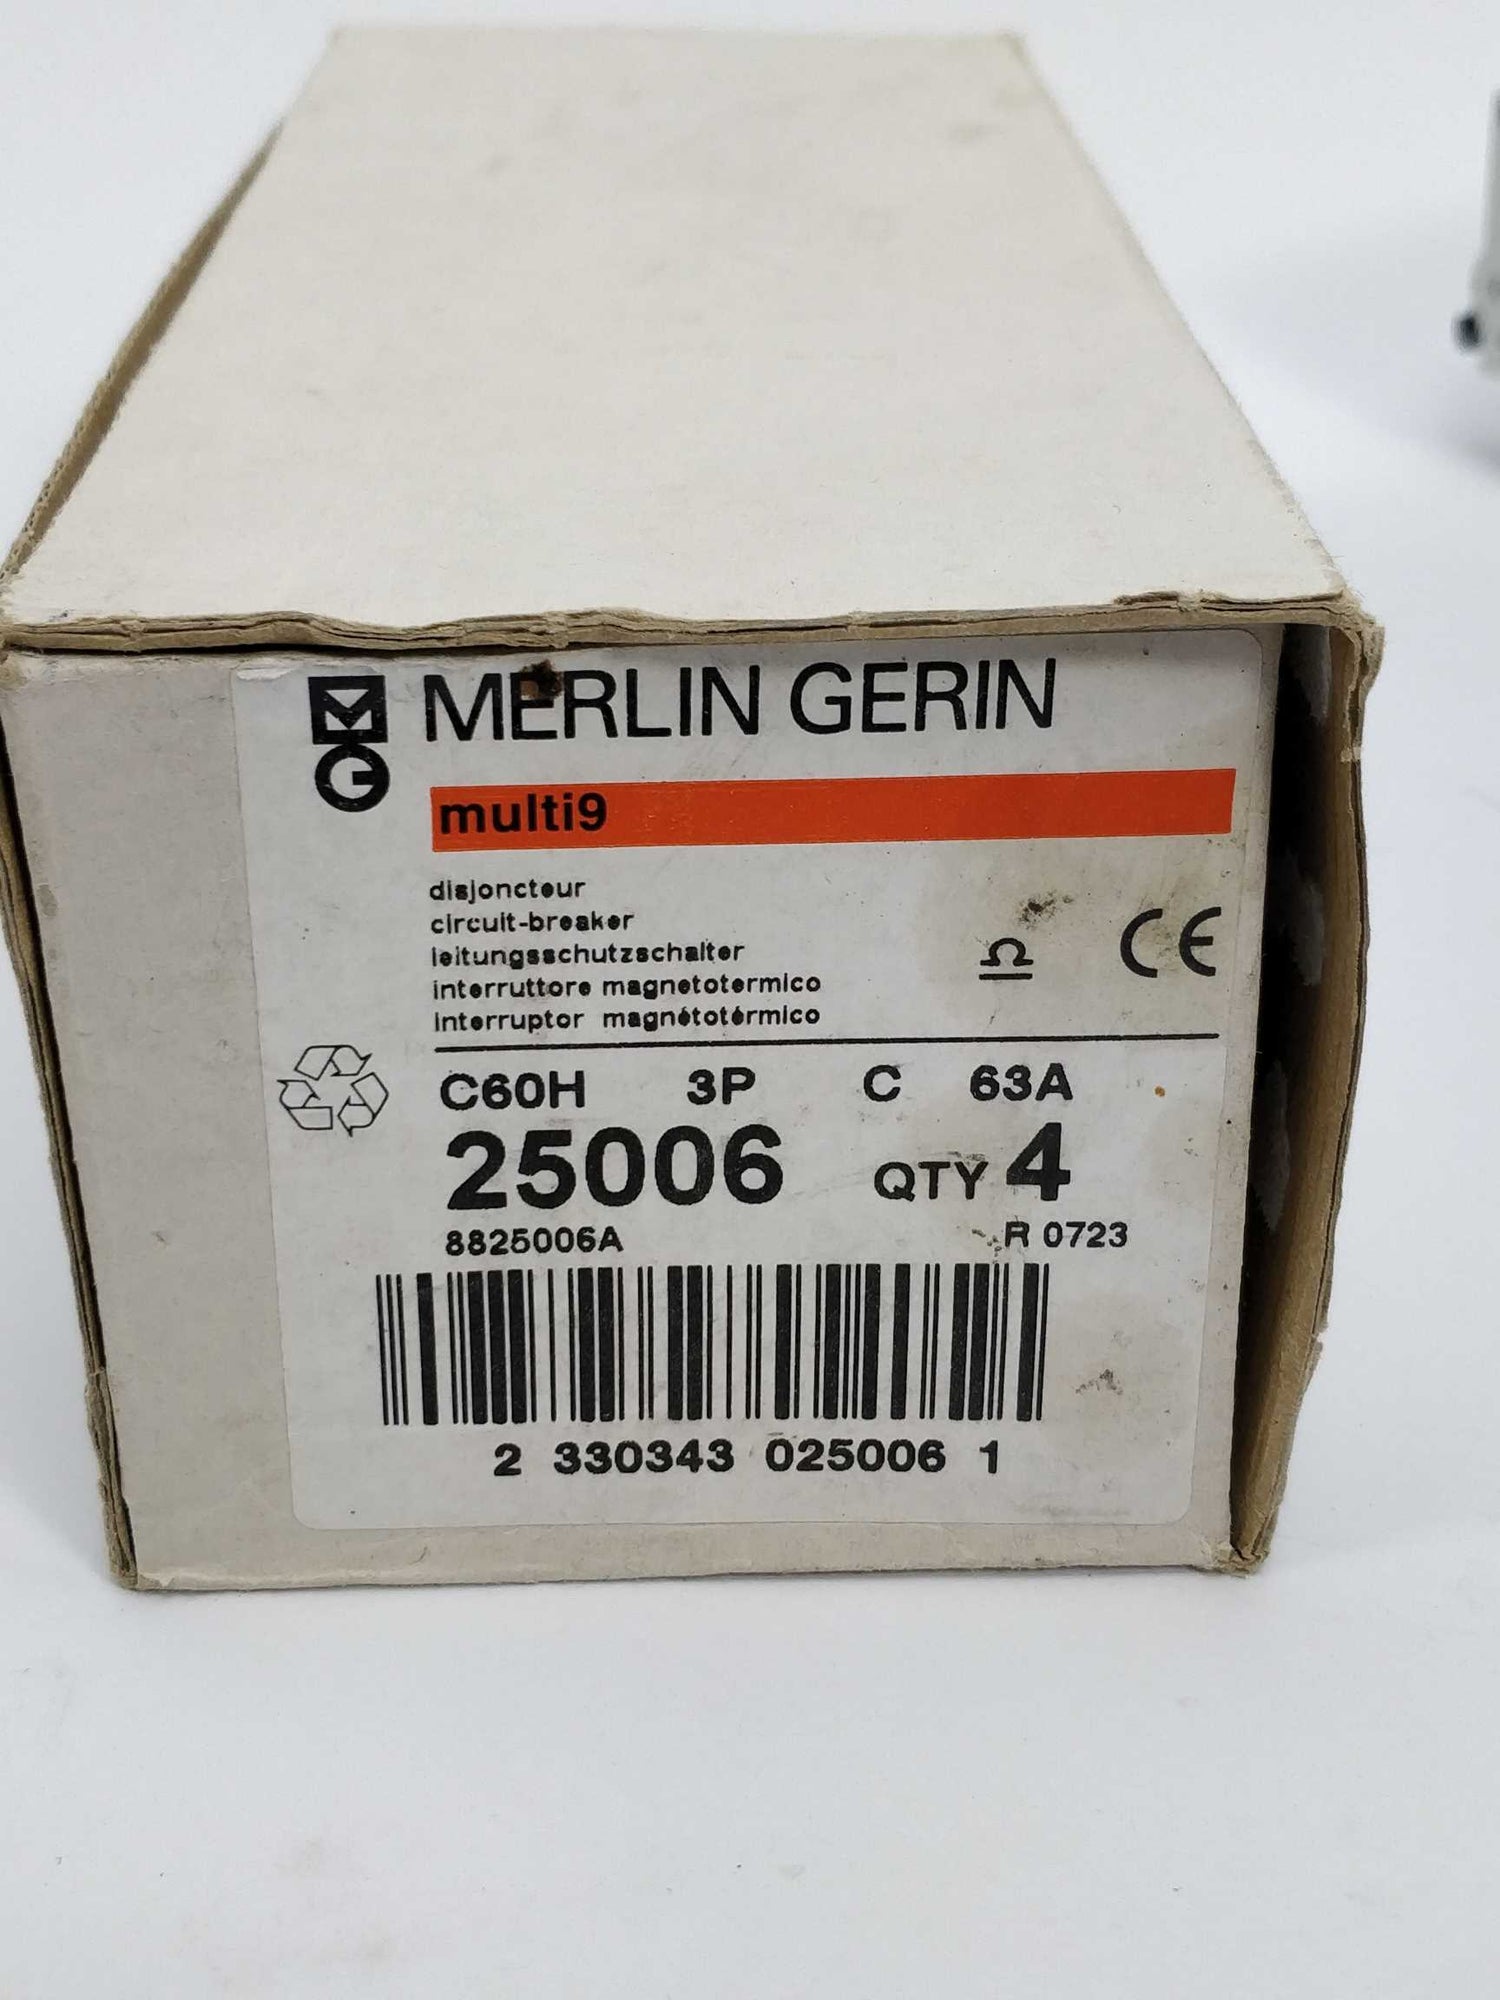 MERLIN GERIN
multi9
disjoncteur
circuit-breaker
leitungsschutzschalter
interruttore magnetotermico
interruptor magnétotérmico
C60H 3P C 63A
25006 QTY 4
8825006A R 0723
2 330343 025006 1